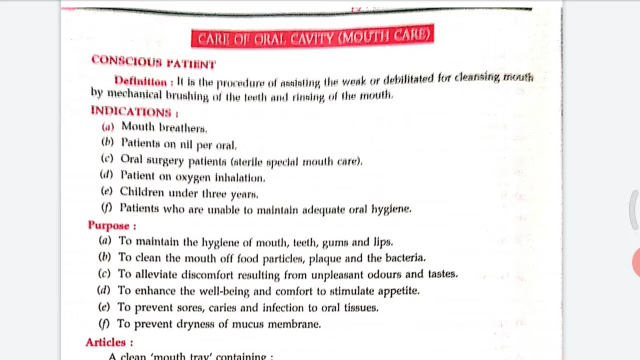 CARE OF ORAL CAVITY (MOUTH CARE)
CONSCIOUS PATIENT
Definition : It is the procedure of assisting the weak or debilitated for cleansing mouth
by mechanical brushing of the teeth and rinsing of the mouth.
INDICATIONS :
(a) Mouth breathers.
(b) Patients on nil per oral.
(c) Oral surgery patients (sterile special mouth care).
(d) Patient on oxygen inhalation.
(e) Children under three years.
(f) Patients who are unable to maintain adequate oral hygiene.
Purpose :
(a) To maintain the hygiene of mouth, teeth, gums and lips.
(b) To clean the mouth off food particles, plaque and the bacteria.
(c) To alleviate discomfort resulting from unpleasant odours and tastes.
(d) To enhance the well-being and comfort to stimulate appetite.
(e) To prevent sores, caries and infection to oral tissues.
(f) To prevent dryness of mucus membrane.
Articles :
A clean 'mouth tray' containing :